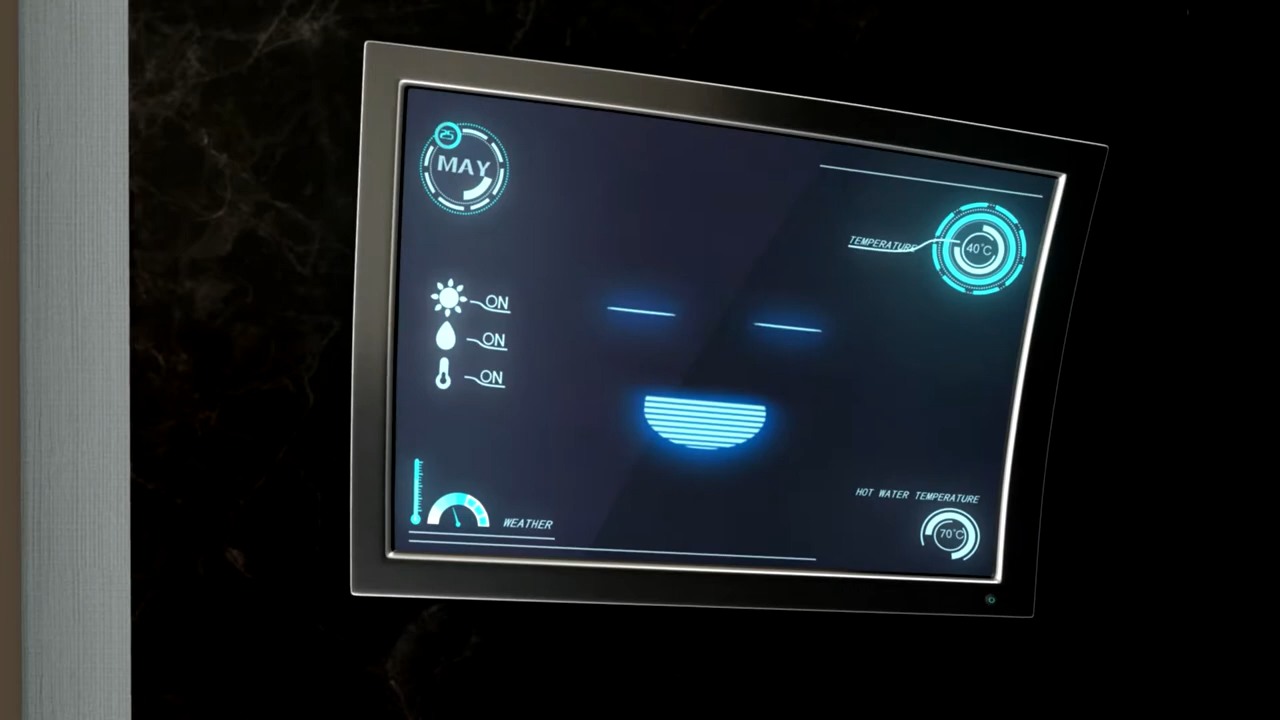 25
MAY
TEMPERATURE
40°C
ON
ON
ON
WEATHER
HOT WATER TEMPERATURE
70°C